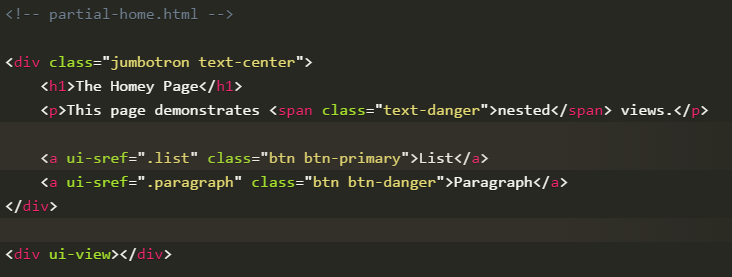 <!-- partial-home.html -->
<div class="jumbotron text-center">
<h1>The Homey Page</h1>
<p>This page demonstrates <span class="text-danger">nested</span> views.</p>
<a ui-sref=".list" class="btn btn-primary">List</a>
<a ui-sref=".paragraph" class="btn btn-danger">Paragraph</a>
</div>
<div ui-view></div>